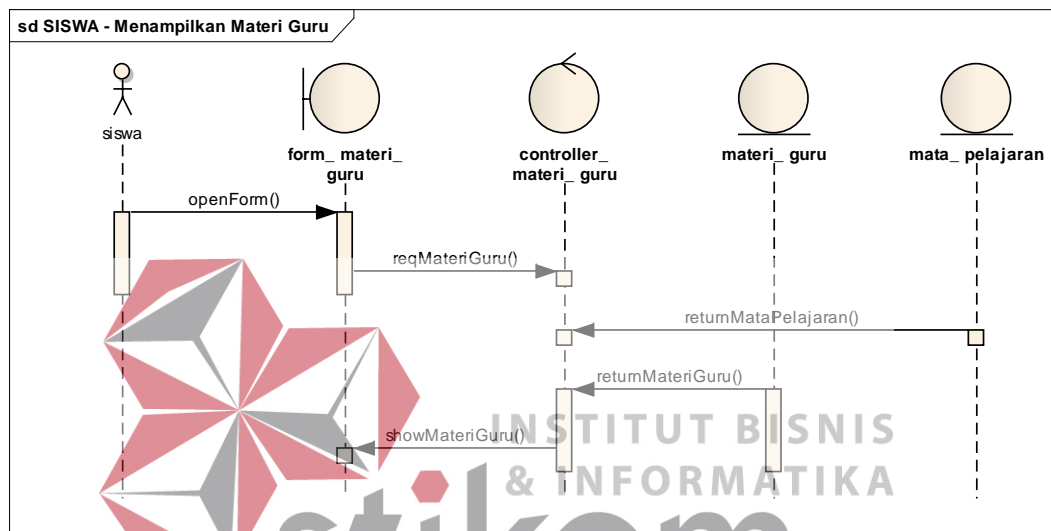 sd SISWA - Menampilkan Materi Guru
siswa
form_ materi_
guru
controller_
materi_ guru
materi_ guru
mata_ pelajaran
openForm()
reqMateriGuru()
returnMataPelajaran()
returnMateriGuru()
showMateriGuru()
INSTITUT BISNIS
& INFORMATIKA
stikom